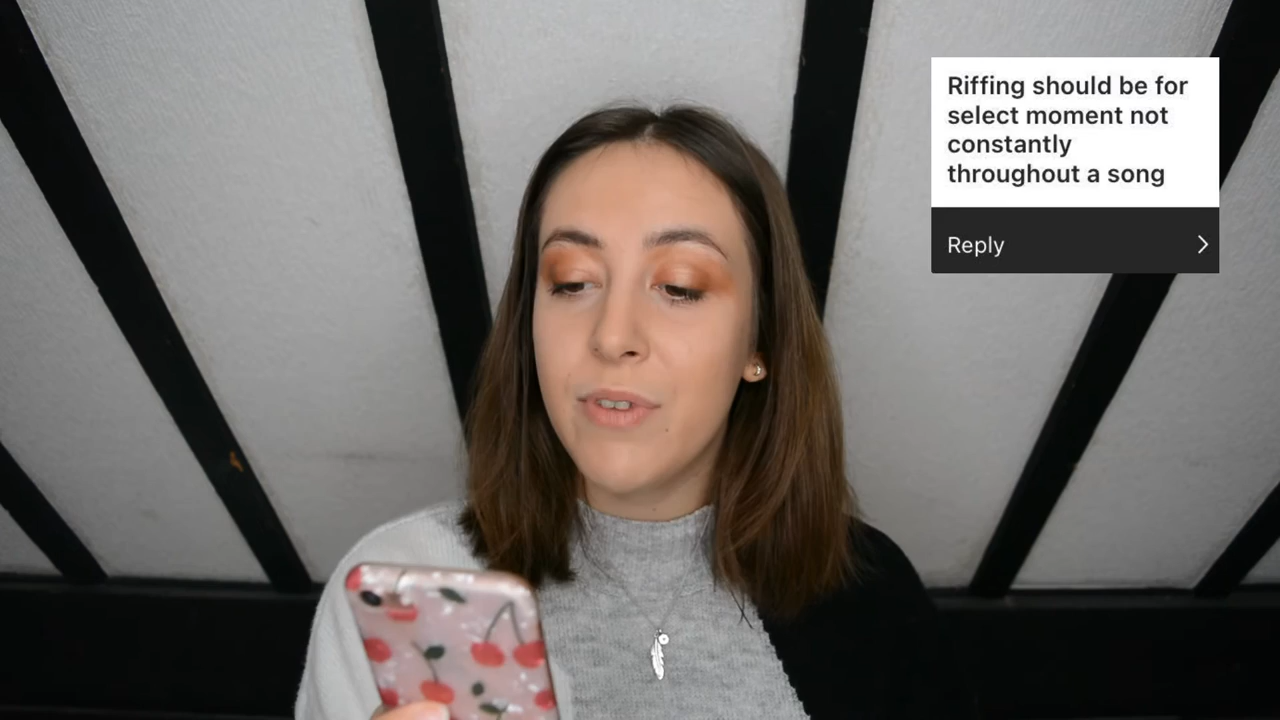 Riffing should be for
select moment not
constantly
throughout a song
Reply